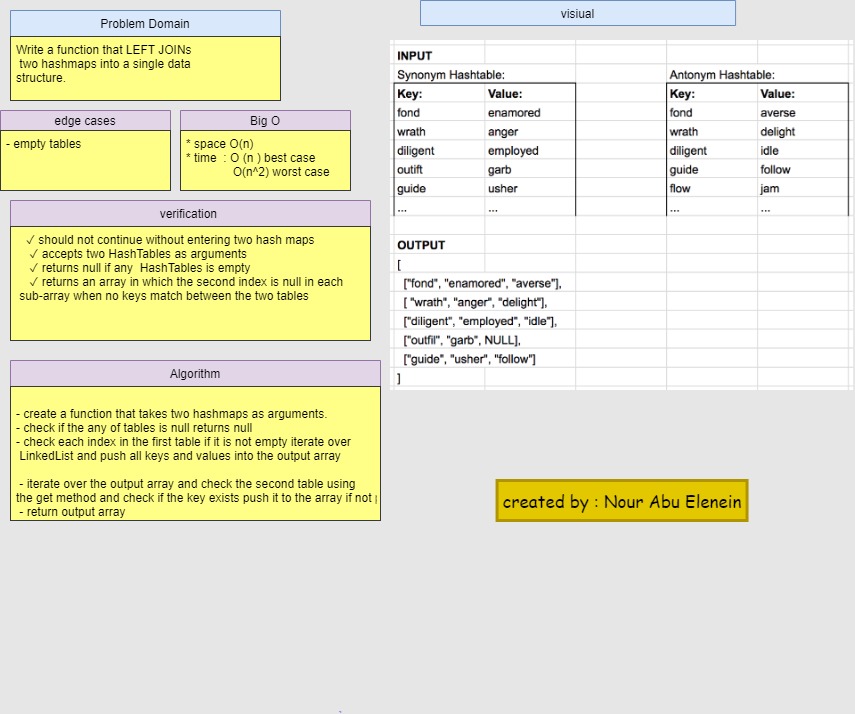 Problem Domain
Write a function that LEFT JOINs
two hashmaps into a single data
structure.
edge cases
- empty tables
Big O
* space O(n)
* time : O (n ) best case
O(n^2) worst case
verification
✓ should not continue without entering two hash maps
✓ accepts two HashTables as arguments
✓ returns null if any HashTables is empty
✓ returns an array in which the second index is null in each
sub-array when no keys match between the two tables
Algorithm
- create a function that takes two hashmaps as arguments.
- check if the any of tables is null returns null
- check each index in the first table if it is not empty iterate over
LinkedList and push all keys and values into the output array
- iterate over the output array and check the second table using
the get method and check if the key exists push it to the array if not
- return output array
visiual
INPUT
Synonym Hashtable: Antonym Hashtable:
Key: Value: Key: Value:
fond enamored fond averse
wrath anger wrath delight
diligent employed diligent idle
outift garb guide follow
guide usher flow jam
... ... ... ...
OUTPUT
[
["fond", "enamored", "averse"],
[ "wrath", "anger", "delight"],
["diligent", "employed", "idle"],
["outfil", "garb", NULL],
["guide", "usher", "follow"]
]
created by : Nour Abu Elenein